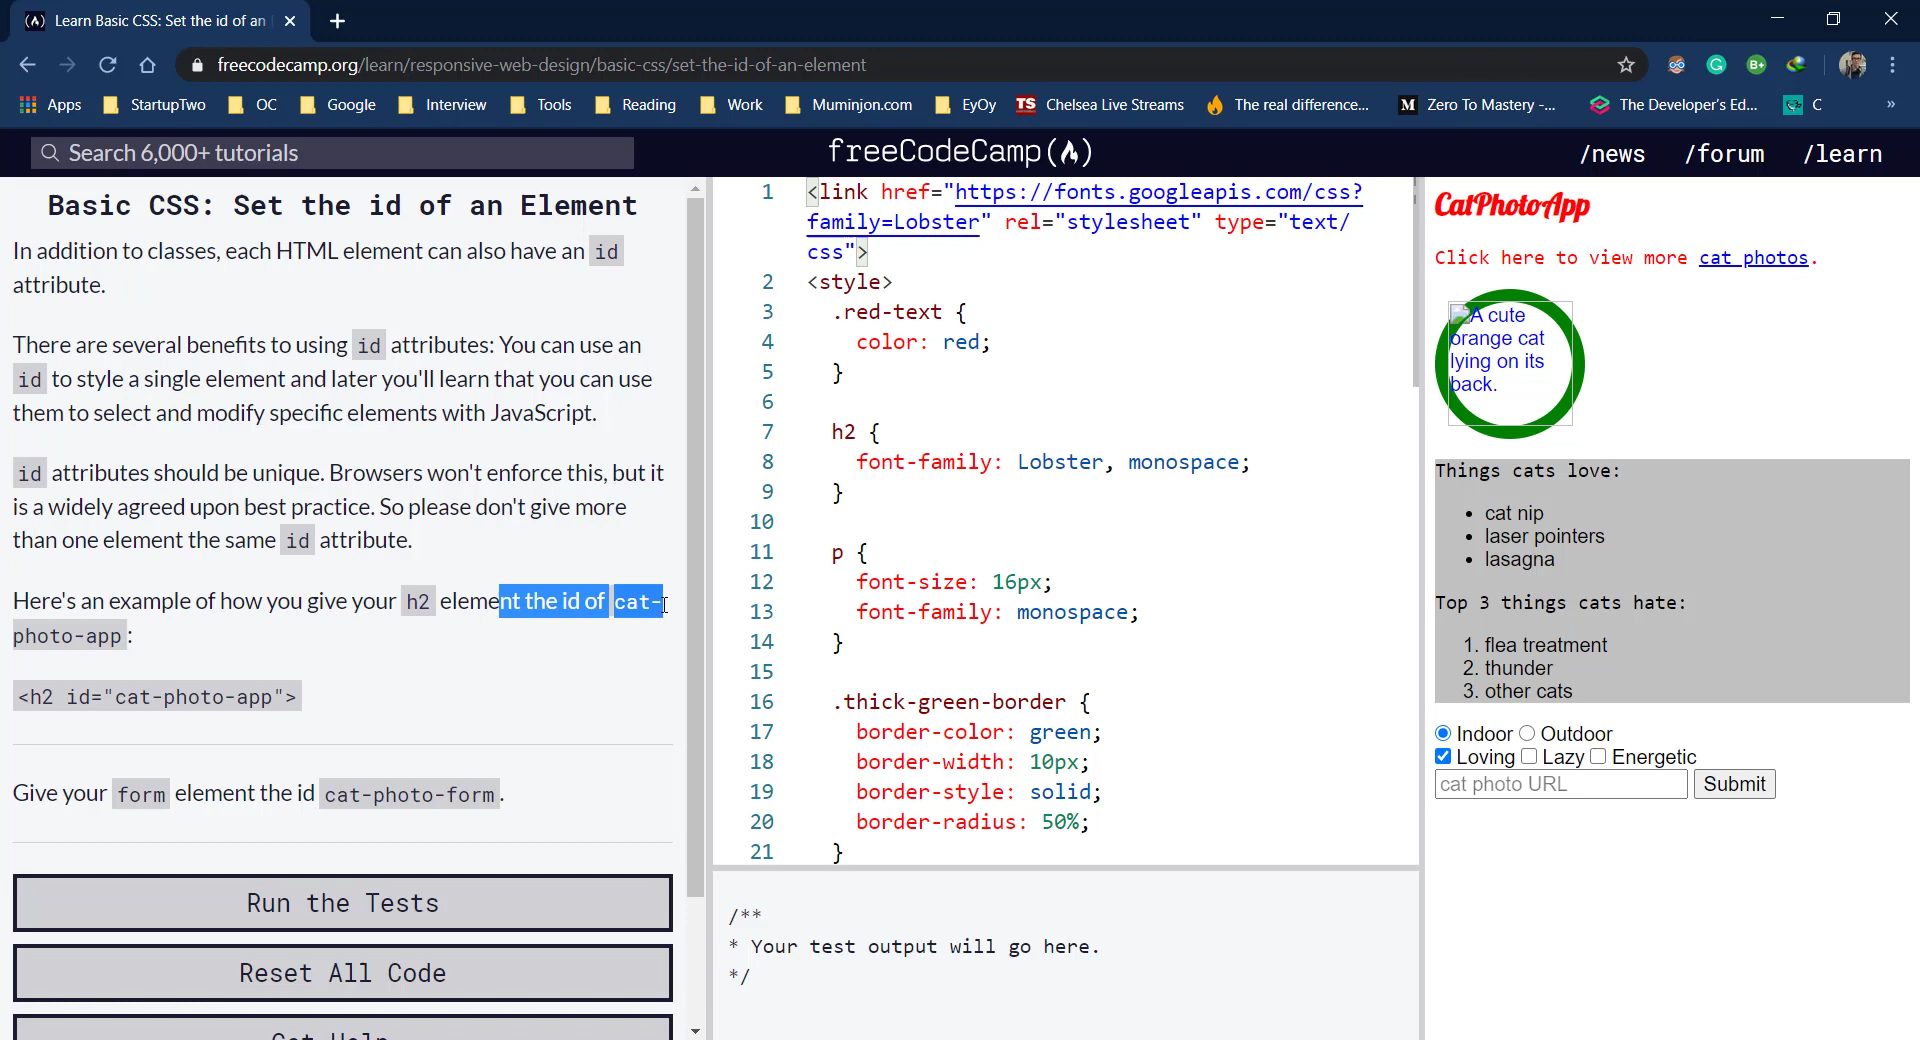 Learn Basic CSS: Set the id of an
freecodecamp.org/learn/responsive-web-design/basic-css/set-the-id-of-an-element
Apps StartupTwo OC Google Interview Tools Reading Work Muminjon.com EyOy TS Chelsea Live Streams The real difference... M Zero To Mastery -... The Developer's Ed... C »
Search 6,000+ tutorials
freeCodeCamp
/news /forum /learn
Basic CSS: Set the id of an Element
In addition to classes, each HTML element can also have an id
attribute.
There are several benefits to using id attributes: You can use an
id to style a single element and later you'll learn that you can use
them to select and modify specific elements with JavaScript.
id attributes should be unique. Browsers won't enforce this, but it
is a widely agreed upon best practice. So please don't give more
than one element the same id attribute.
Here's an example of how you give your h2 element the id of cat-
photo-app:
<h2 id="cat-photo-app">
Give your form element the id cat-photo-form.
Run the Tests
Reset All Code
Get Help
1 <link href="https://fonts.googleapis.com/css?
family=Lobster" rel="stylesheet" type="text/
css">
2 <style>
3 .red-text {
4 color: red;
5 }
6
7 h2 {
8 font-family: Lobster, monospace;
9 }
10
11 p {
12 font-size: 16px;
13 font-family: monospace;
14 }
15
16 .thick-green-border {
17 border-color: green;
18 border-width: 10px;
19 border-style: solid;
20 border-radius: 50%;
21 }
/**
* Your test output will go here.
*/
CatPhotoApp
Click here to view more cat photos.
A cute
orange cat
lying on its
back.
Things cats love:
• cat nip
• laser pointers
• lasagna
Top 3 things cats hate:
1. flea treatment
2. thunder
3. other cats
Indoor Outdoor
Loving Lazy Energetic
cat photo URL Submit